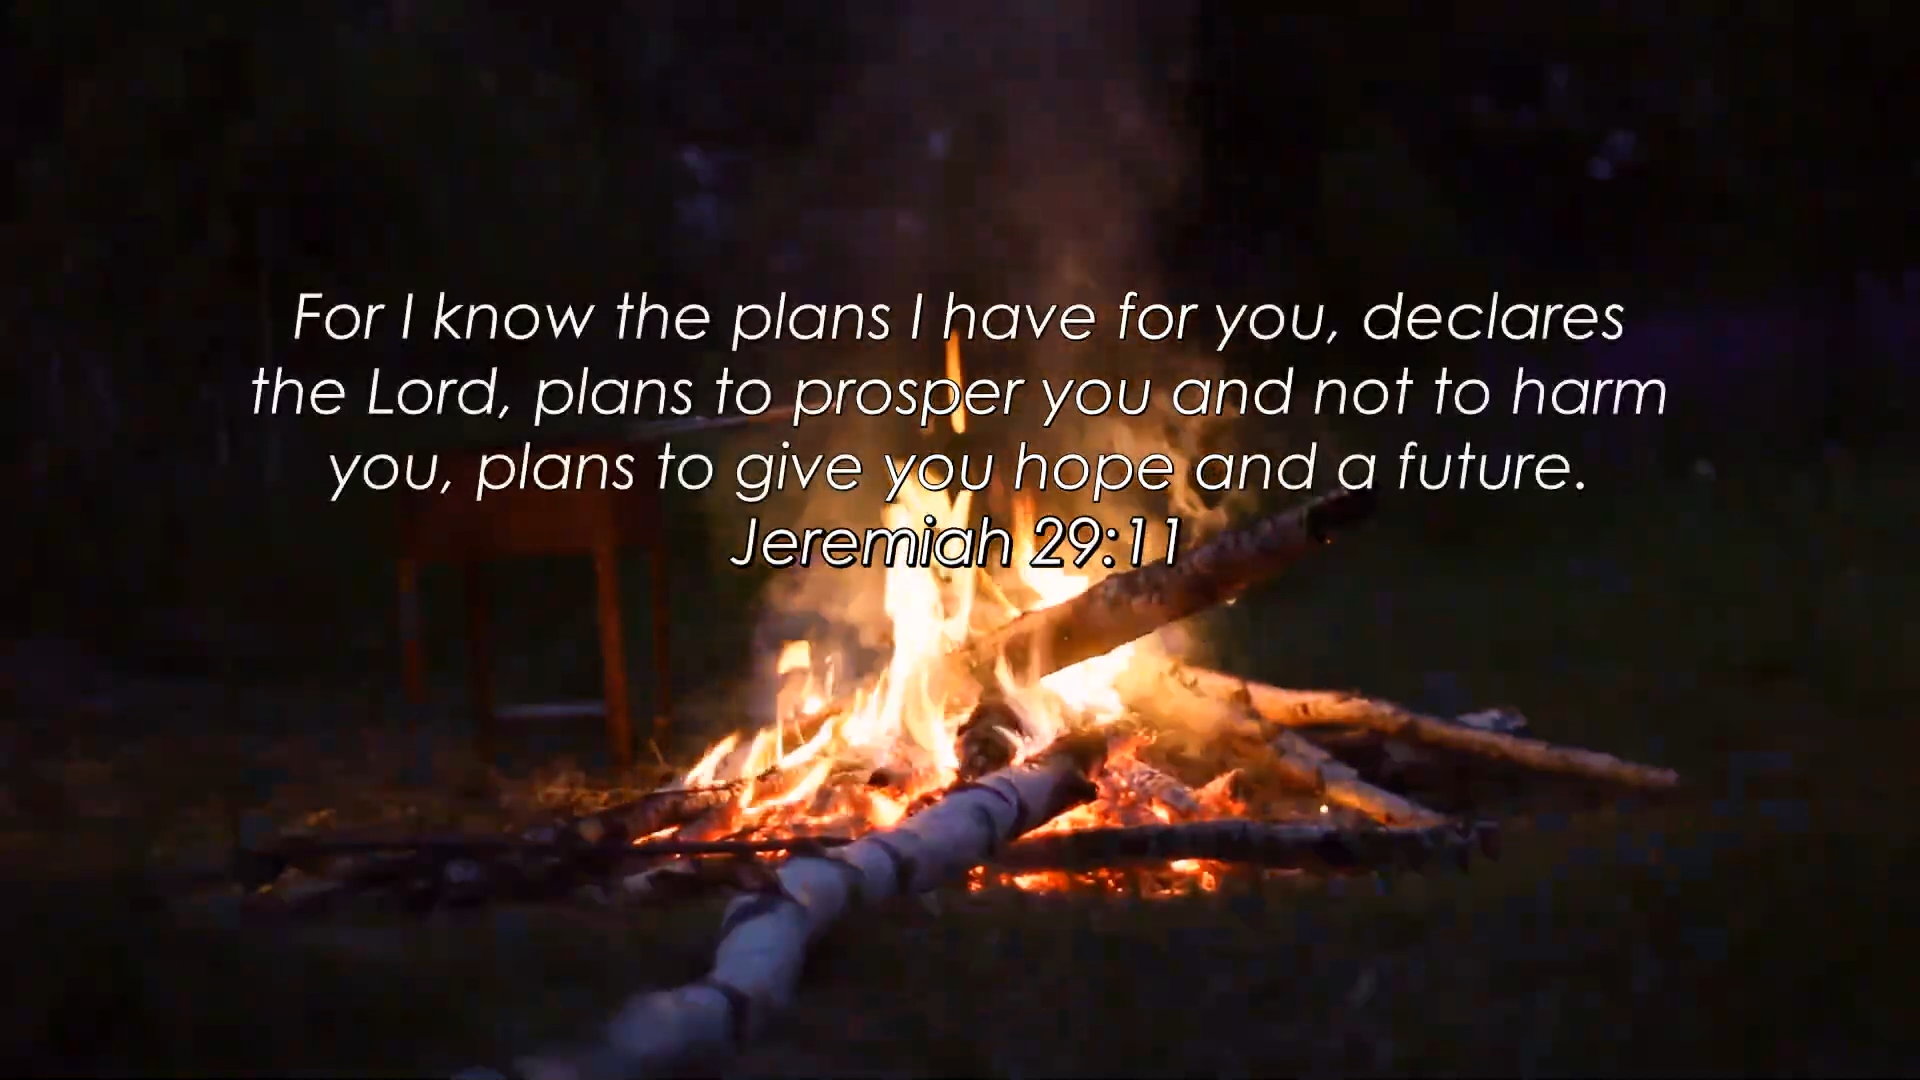 For I know the plans I have for you, declares
the Lord, plans to prosper you and not to harm
you, plans to give you hope and a future.
Jeremiah 29:11